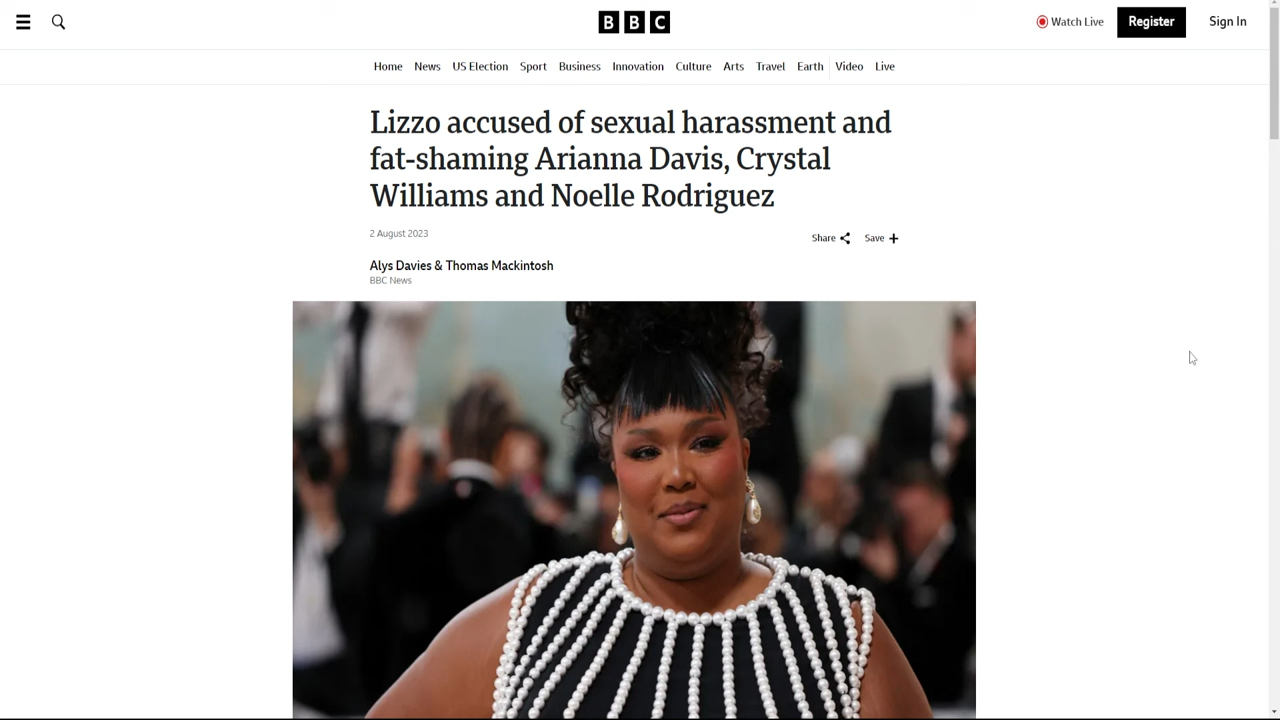 BBC
Watch Live
Register
Sign In
Home News US Election Sport Business Innovation Culture Arts Travel Earth Video Live
Lizzo accused of sexual harassment and
fat-shaming Arianna Davis, Crystal
Williams and Noelle Rodriguez
2 August 2023
Share
Save
Alys Davies & Thomas Mackintosh
BBC News